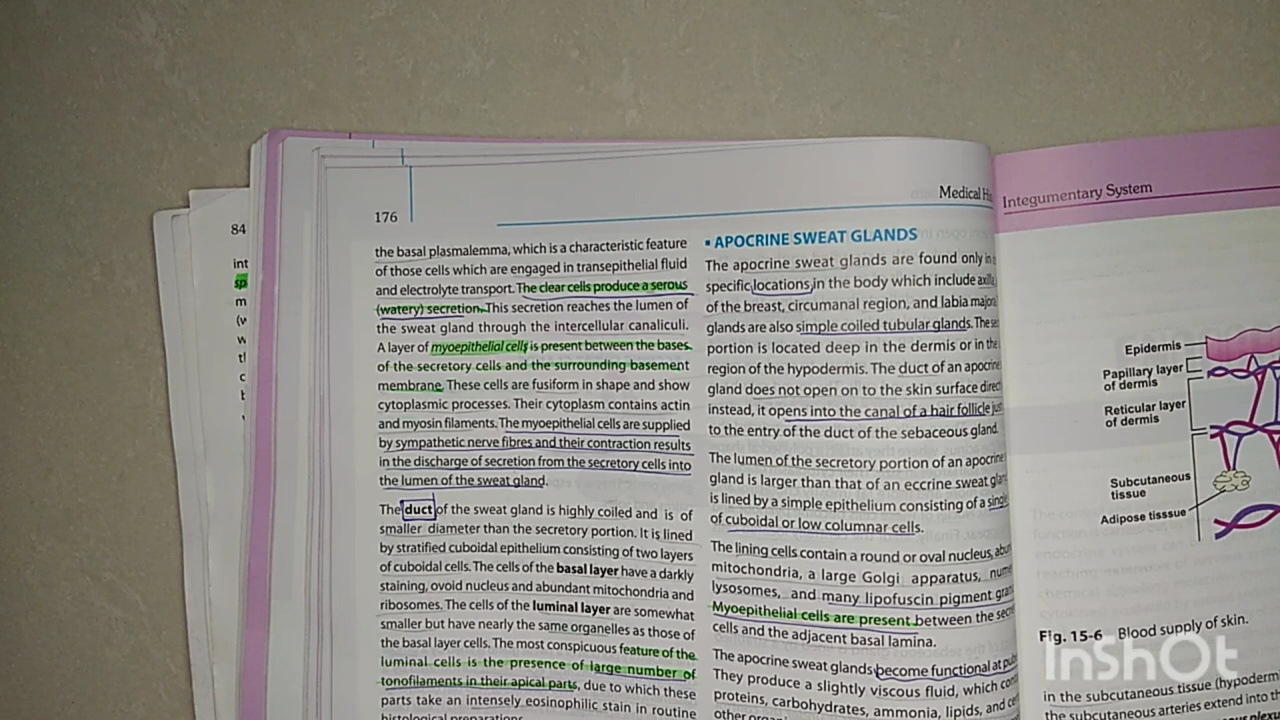 84
int
sp
m
(v
w
tl
c
b
176
Medical Hi
the basal plasmalemma, which is a characteristic feature
of those cells which are engaged in transepithelial fluid
and electrolyte transport. The clear cells produce a serous
(watery) secretion. This secretion reaches the lumen of
the sweat gland through the intercellular canaliculi.
A layer of myoepithelial cells is present between the bases
of the secretory cells and the surrounding basement
membrane. These cells are fusiform in shape and show
cytoplasmic processes. Their cytoplasm contains actin
and myosin filaments. The myoepithelial cells are supplied
by sympathetic nerve fibres and their contraction results
in the discharge of secretion from the secretory cells into
the lumen of the sweat gland.
The duct of the sweat gland is highly coiled and is of
smaller diameter than the secretory portion. It is lined
by stratified cuboidal epithelium consisting of two layers
of cuboidal cells. The cells of the basal layer have a darkly
staining, ovoid nucleus and abundant mitochondria and
ribosomes. The cells of the luminal layer are somewhat
smaller but have nearly the same organelles as those of
the basal layer cells. The most conspicuous feature of the
luminal cells is the presence of large number of
tonofilaments in their apical parts, due to which these
parts take an intensely eosinophilic stain in routine
histological preparations.
▪ APOCRINE SWEAT GLANDS
The apocrine sweat glands are found only in
specific locations in the body which include axilla
of the breast, circumanal region, and labia majora
glands are also simple coiled tubular glands. The sec
portion is located deep in the dermis or in the
region of the hypodermis. The duct of an apocrine
gland does not open on to the skin surface direc
instead, it opens into the canal of a hair follicle jus
to the entry of the duct of the sebaceous gland.
The lumen of the secretory portion of an apocrine
gland is larger than that of an eccrine sweat glan
is lined by a simple epithelium consisting of a single
of cuboidal or low columnar cells.
The lining cells contain a round or oval nucleus, abu
mitochondria, a large Golgi apparatus, nume
lysosomes, and many lipofuscin pigment gran
Myoepithelial cells are present between the secr
cells and the adjacent basal lamina.
The apocrine sweat glands become functional at pub
They produce a slightly viscous fluid, which con
proteins, carbohydrates, ammonia, lipids, and
other
Integumentary System
Epidermis
Papillary layer
of dermis
Reticular layer
of dermis
Subcutaneous
tissue
Adipose tisssue
Fig. 15-6 Blood supply of skin.
in the subcutaneous tissue (hypoderm
the subcutaneous arteries extend into th
InShOt